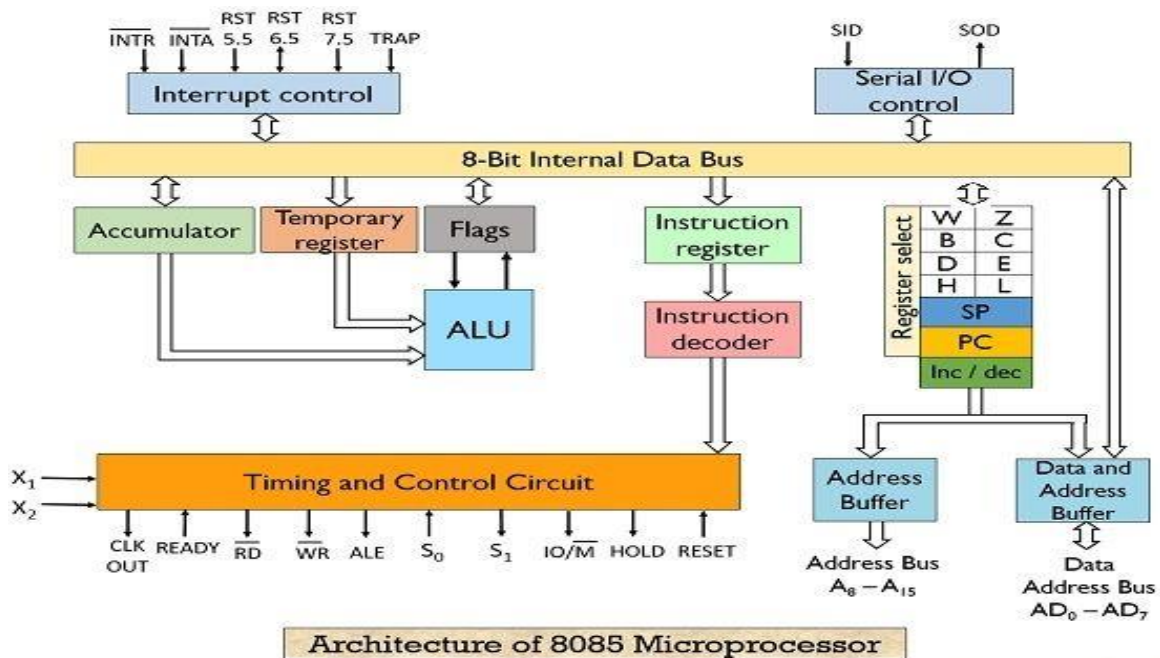 RST RST RST
INTR INTA 5.5 6.5 7.5 TRAP
SID SOD
Interrupt control
Serial I/O
control
8-Bit Internal Data Bus
Accumulator
Temporary
register
Flags
Instruction
register
Register select
W Z
B C
D E
H L
SP
PC
Inc / dec
ALU
Instruction
decoder
X₁
X₂
Timing and Control Circuit
CLK
OUT
READY
RD
WR
ALE
S₀
S₁
IO/M
HOLD
RESET
Address
Buffer
Data and
Address
Buffer
Address Bus
A₈ – A₁₅
Data
Address Bus
AD₀ – AD₇
Architecture of 8085 Microprocessor